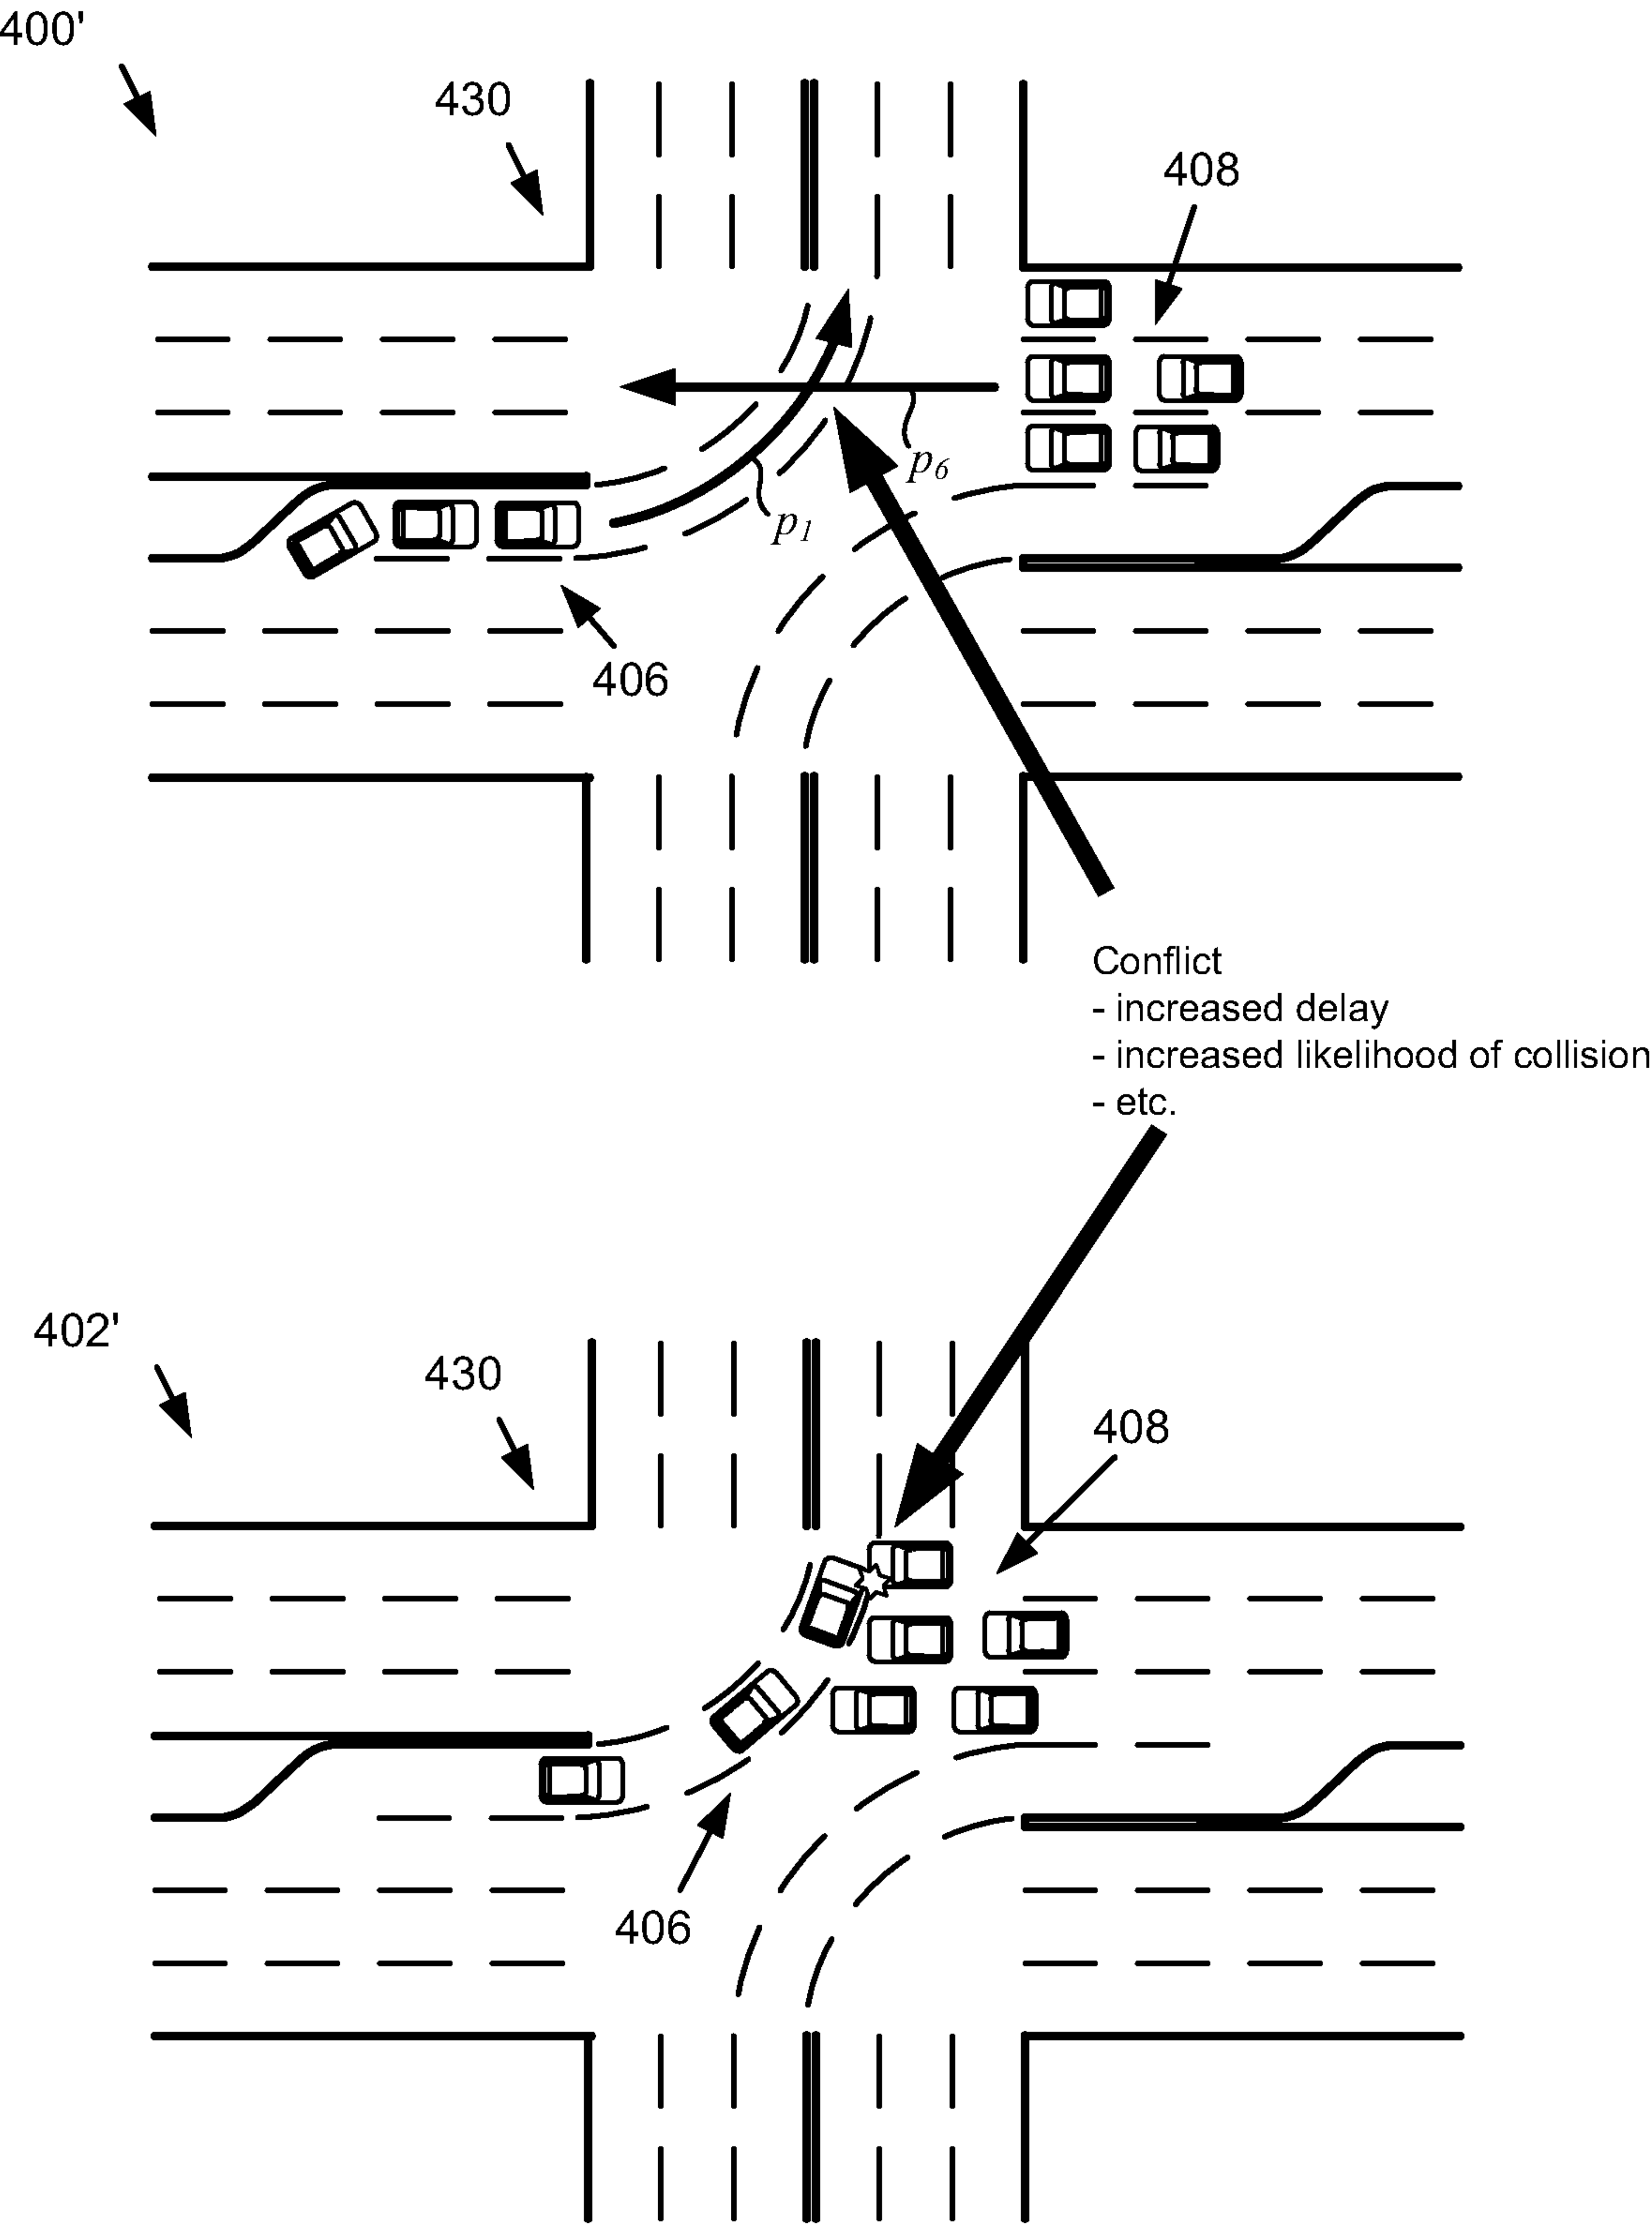 400'
430
408
p6
p1
406
Conflict
- increased delay
- increased likelihood of collision
- etc.
402'
430
408
406